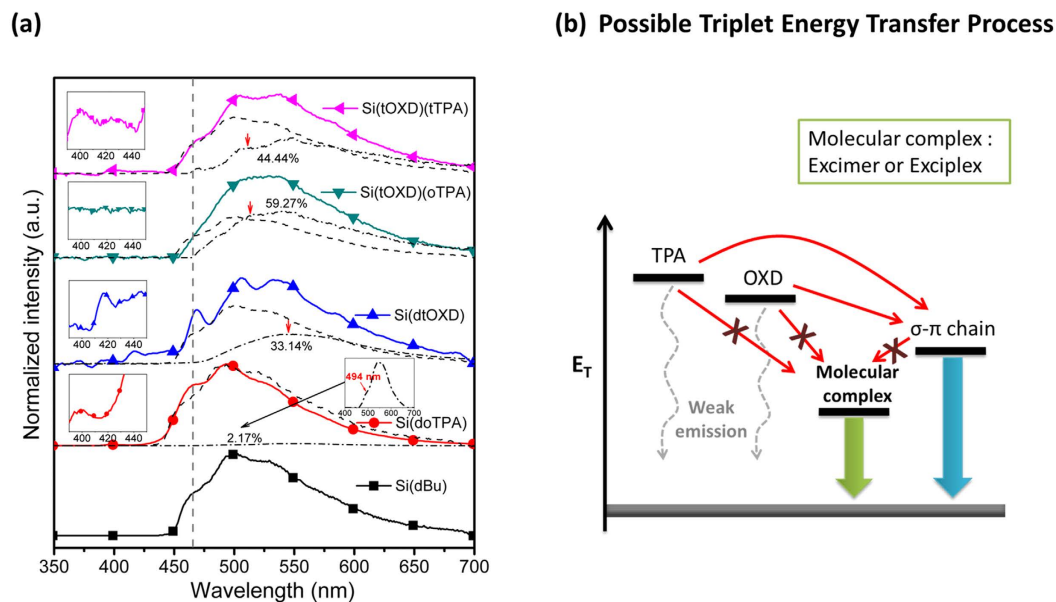 (a)
(b) Possible Triplet Energy Transfer Process
Normalized intensity (a.u.)
Si(tOXD)(tTPA)
400 420 440
44.44%
Si(tOXD)(oTPA)
400 420 440
59.27%
Si(dtOXD)
400 420 440
33.14%
494 nm
400 500 600 700
Si(doTPA)
400 420 440
2.17%
Si(dBu)
350 400 450 500 550 600 650 700
Wavelength (nm)
Molecular complex :
Excimer or Exciplex
TPA
OXD
σ-π chain
E_T
Molecular
complex
Weak
emission